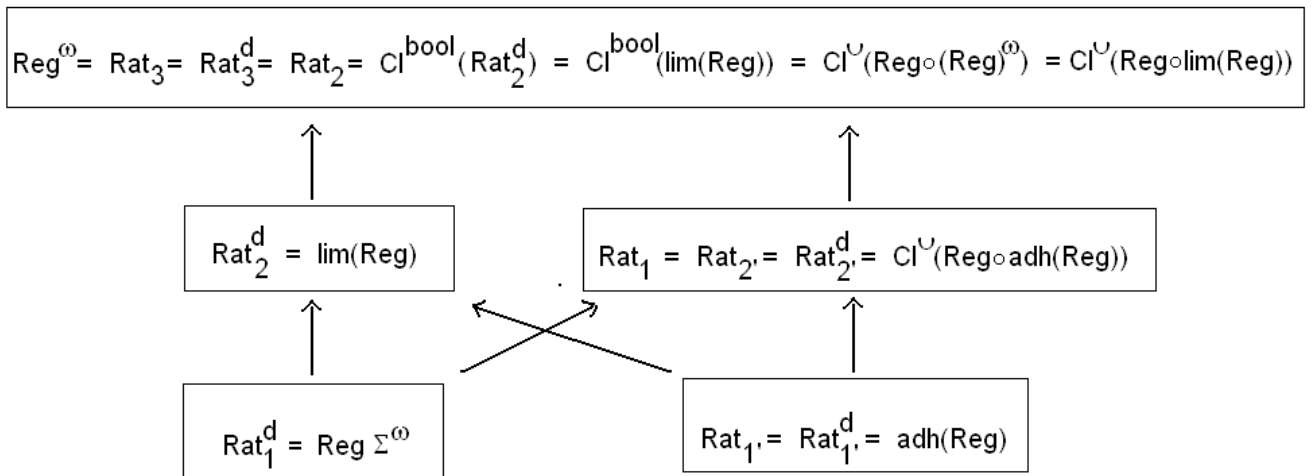 Reg^ω = Rat_3 = Rat_3^d = Rat_2 = Cl^bool(Rat_2^d) = Cl^bool(lim(Reg)) = Cl^∪(Reg∘(Reg)^ω) = Cl^∪(Reg∘lim(Reg))
Rat_2^d = lim(Reg)
Rat_1 = Rat_2' = Rat_2'^d = Cl^∪(Reg∘adh(Reg))
Rat_1^d = Reg Σ^ω
Rat_1' = Rat_1'^d = adh(Reg)